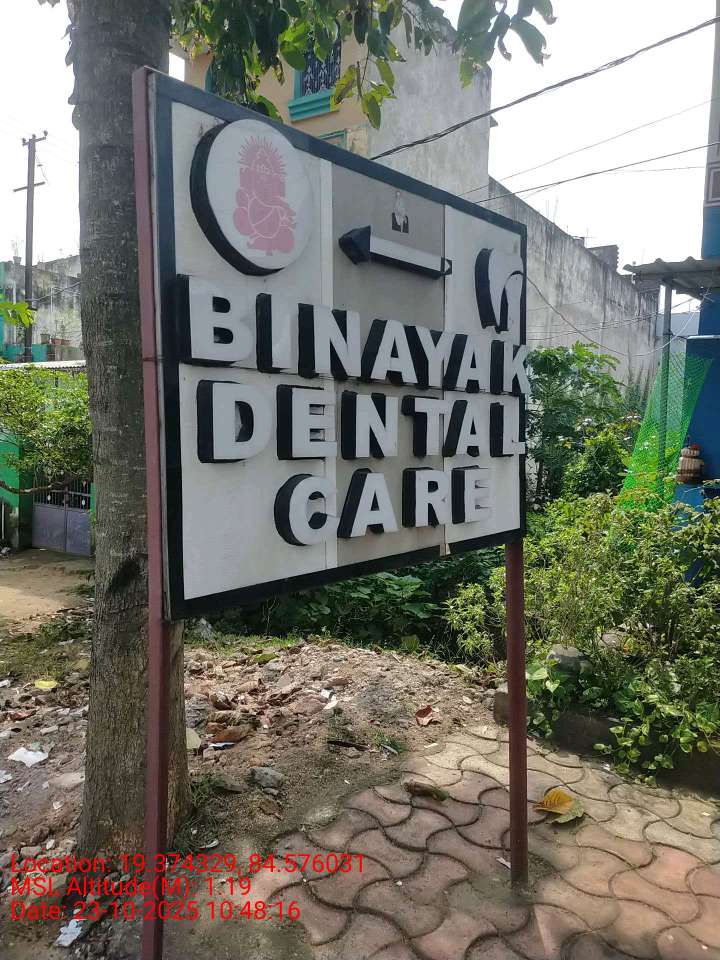 BINAYAK
DENTAL
CARE
Location: 19.374329, 84.576031
MSL Altitude(M): 1.19
Date: 23-10-2025 10:48:16